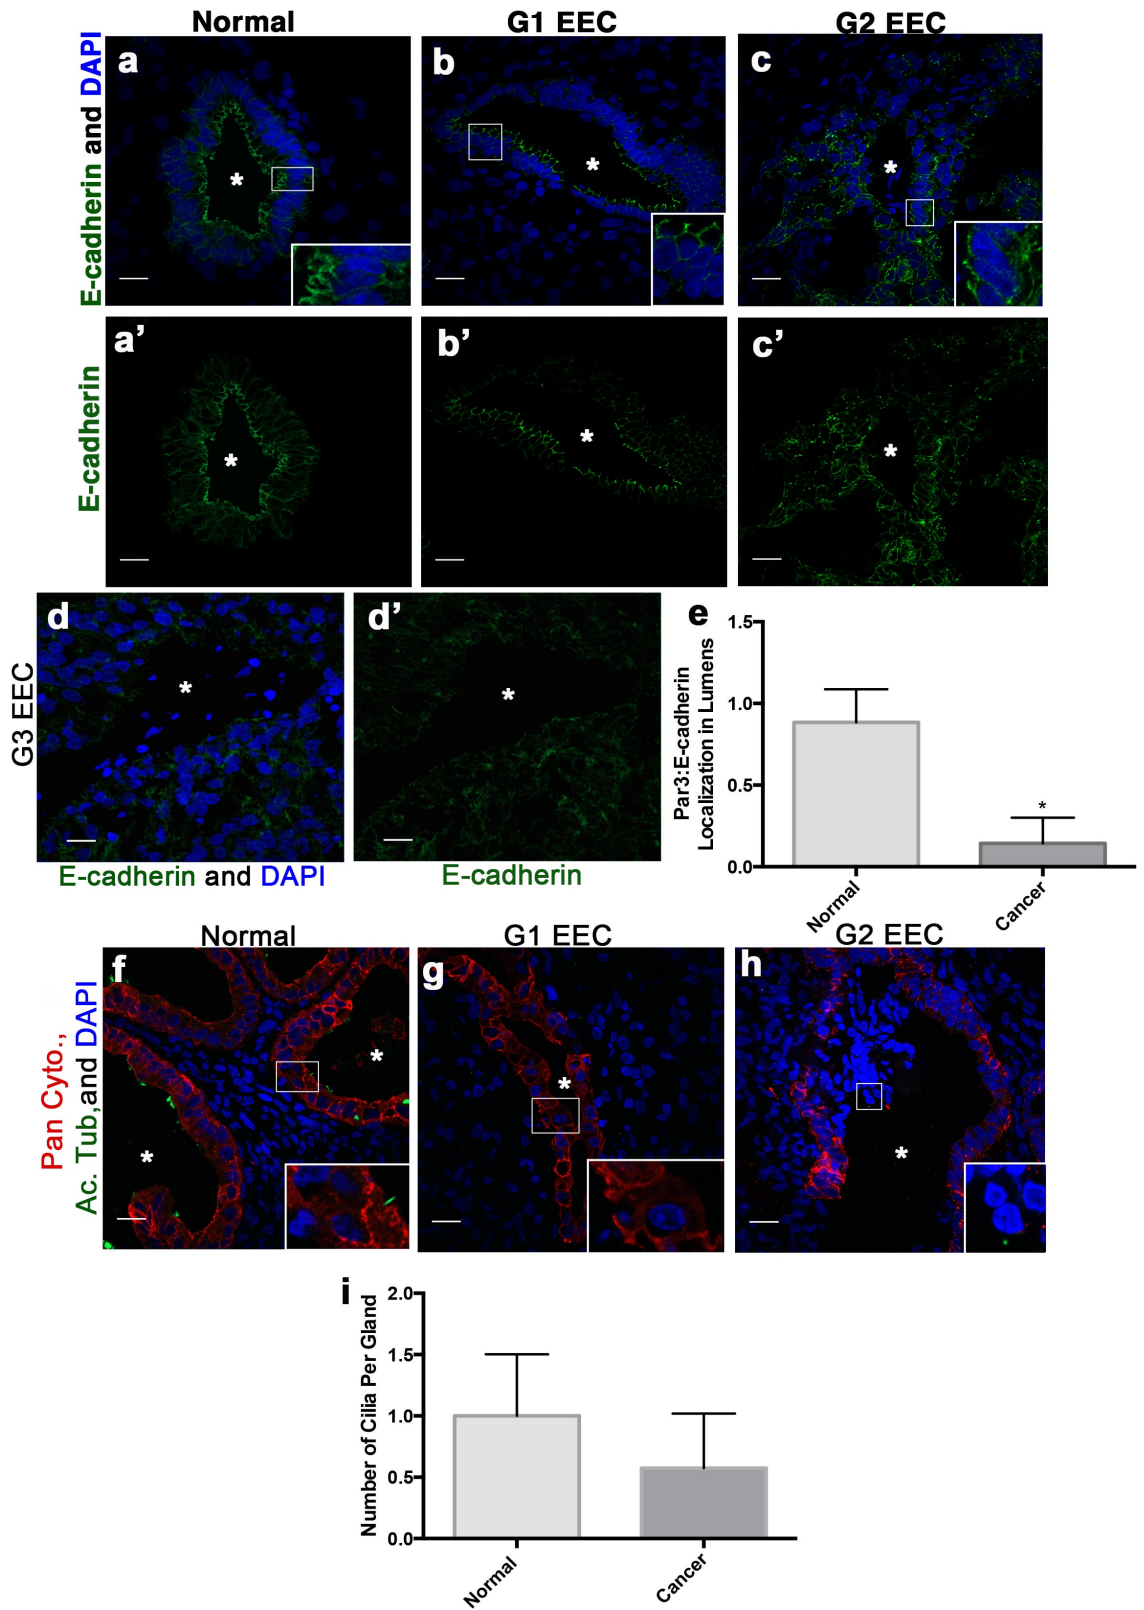 Normal
G1 EEC
G2 EEC
E-cadherin and DAPI
a
*
b
*
c
*
E-cadherin
a’
*
b’
*
c’
*
G3 EEC
d
*
d’
*
E-cadherin and DAPI
E-cadherin
e
Par3:E-cadherin
Localization in Lumens
1.5
1.0
0.5
0.0
*
Normal
Cancer
Normal
G1 EEC
G2 EEC
Pan Cyto.,
Ac. Tub,and DAPI
f
*
*
g
*
h
*
i
Number of Cilia Per Gland
2.0
1.5
1.0
0.5
0.0
Normal
Cancer